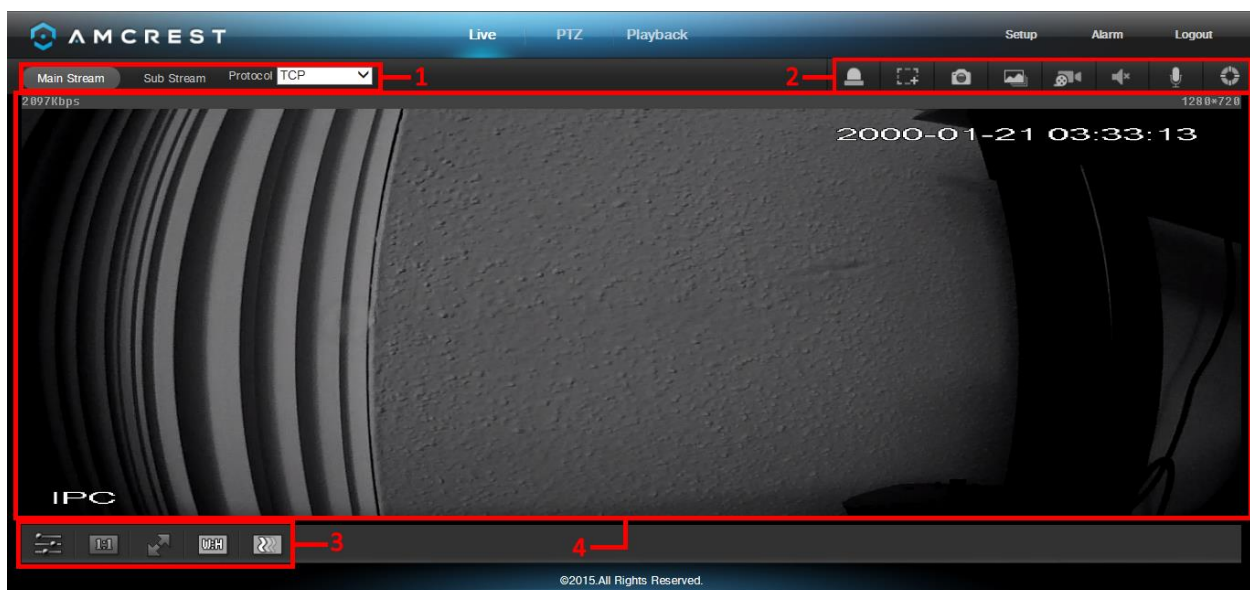 AMCREST Live PTZ Playback Setup Alarm Logout
Main Stream Sub Stream Protocol TCP 1 2
2097Kbps 1280*720
2000-01-21 03:33:13
IPC
1:1 W:H 3 4
©2015.All Rights Reserved.